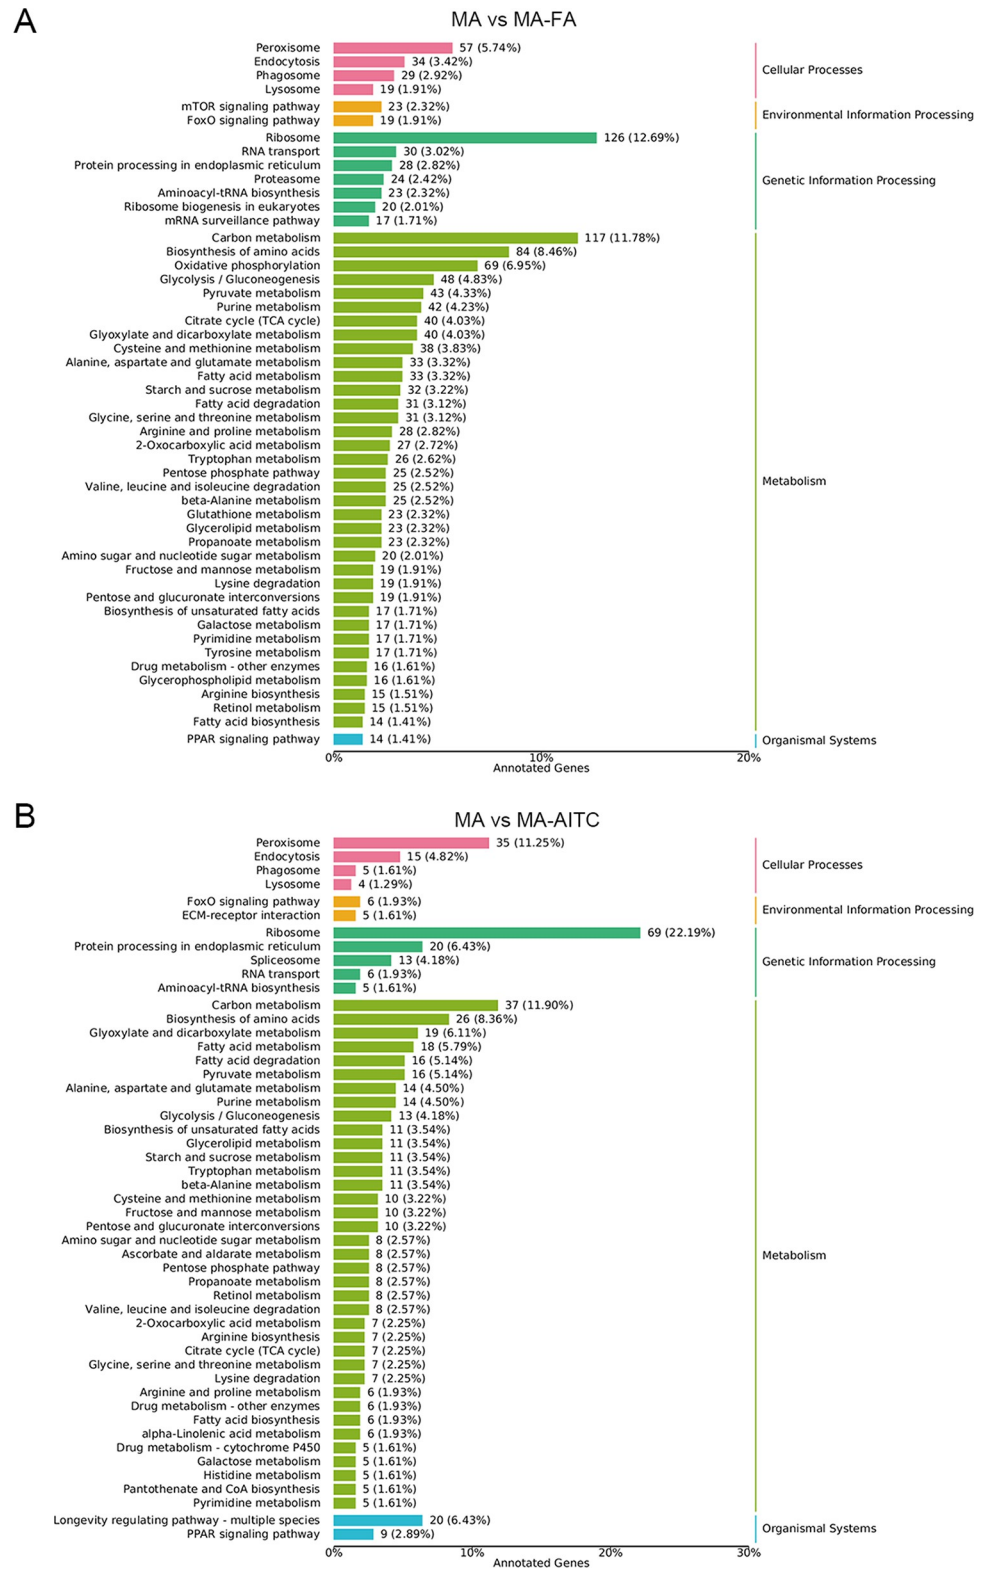 A
MA vs MA-FA
Peroxisome 57 (5.74%)
Endocytosis 34 (3.42%)
Phagosome 29 (2.92%)
Lysosome 19 (1.91%)
Cellular Processes
mTOR signaling pathway 23 (2.32%)
FoxO signaling pathway 19 (1.91%)
Environmental Information Processing
Ribosome 126 (12.69%)
RNA transport 30 (3.02%)
Protein processing in endoplasmic reticulum 28 (2.82%)
Proteasome 24 (2.42%)
Aminoacyl-tRNA biosynthesis 23 (2.32%)
Ribosome biogenesis in eukaryotes 20 (2.01%)
mRNA surveillance pathway 17 (1.71%)
Genetic Information Processing
Carbon metabolism 117 (11.78%)
Biosynthesis of amino acids 84 (8.46%)
Oxidative phosphorylation 69 (6.95%)
Glycolysis / Gluconeogenesis 48 (4.83%)
Pyruvate metabolism 43 (4.33%)
Purine metabolism 42 (4.23%)
Citrate cycle (TCA cycle) 40 (4.03%)
Glyoxylate and dicarboxylate metabolism 40 (4.03%)
Cysteine and methionine metabolism 38 (3.83%)
Alanine, aspartate and glutamate metabolism 33 (3.32%)
Fatty acid metabolism 33 (3.32%)
Starch and sucrose metabolism 32 (3.22%)
Fatty acid degradation 31 (3.12%)
Glycine, serine and threonine metabolism 31 (3.12%)
Arginine and proline metabolism 28 (2.82%)
2-Oxocarboxylic acid metabolism 27 (2.72%)
Tryptophan metabolism 26 (2.62%)
Pentose phosphate pathway 25 (2.52%)
Valine, leucine and isoleucine degradation 25 (2.52%)
beta-Alanine metabolism 25 (2.52%)
Glutathione metabolism 23 (2.32%)
Glycerolipid metabolism 23 (2.32%)
Propanoate metabolism 23 (2.32%)
Amino sugar and nucleotide sugar metabolism 20 (2.01%)
Fructose and mannose metabolism 19 (1.91%)
Lysine degradation 19 (1.91%)
Pentose and glucuronate interconversions 19 (1.91%)
Biosynthesis of unsaturated fatty acids 17 (1.71%)
Galactose metabolism 17 (1.71%)
Pyrimidine metabolism 17 (1.71%)
Tyrosine metabolism 17 (1.71%)
Drug metabolism - other enzymes 16 (1.61%)
Glycerophospholipid metabolism 16 (1.61%)
Arginine biosynthesis 15 (1.51%)
Retinol metabolism 15 (1.51%)
Fatty acid biosynthesis 14 (1.41%)
Metabolism
PPAR signaling pathway 14 (1.41%)
Organismal Systems
0% 10% 20%
Annotated Genes
B
MA vs MA-AITC
Peroxisome 35 (11.25%)
Endocytosis 15 (4.82%)
Phagosome 5 (1.61%)
Lysosome 4 (1.29%)
Cellular Processes
FoxO signaling pathway 6 (1.93%)
ECM-receptor interaction 5 (1.61%)
Environmental Information Processing
Ribosome 69 (22.19%)
Protein processing in endoplasmic reticulum 20 (6.43%)
Spliceosome 13 (4.18%)
RNA transport 6 (1.93%)
Aminoacyl-tRNA biosynthesis 5 (1.61%)
Genetic Information Processing
Carbon metabolism 37 (11.90%)
Biosynthesis of amino acids 26 (8.36%)
Glyoxylate and dicarboxylate metabolism 19 (6.11%)
Fatty acid metabolism 18 (5.79%)
Fatty acid degradation 16 (5.14%)
Pyruvate metabolism 16 (5.14%)
Alanine, aspartate and glutamate metabolism 14 (4.50%)
Purine metabolism 14 (4.50%)
Glycolysis / Gluconeogenesis 13 (4.18%)
Biosynthesis of unsaturated fatty acids 11 (3.54%)
Glycerolipid metabolism 11 (3.54%)
Starch and sucrose metabolism 11 (3.54%)
Tryptophan metabolism 11 (3.54%)
beta-Alanine metabolism 11 (3.54%)
Cysteine and methionine metabolism 10 (3.22%)
Fructose and mannose metabolism 10 (3.22%)
Pentose and glucuronate interconversions 10 (3.22%)
Amino sugar and nucleotide sugar metabolism 8 (2.57%)
Ascorbate and aldarate metabolism 8 (2.57%)
Pentose phosphate pathway 8 (2.57%)
Propanoate metabolism 8 (2.57%)
Retinol metabolism 8 (2.57%)
Valine, leucine and isoleucine degradation 8 (2.57%)
2-Oxocarboxylic acid metabolism 7 (2.25%)
Arginine biosynthesis 7 (2.25%)
Citrate cycle (TCA cycle) 7 (2.25%)
Glycine, serine and threonine metabolism 7 (2.25%)
Lysine degradation 7 (2.25%)
Arginine and proline metabolism 6 (1.93%)
Drug metabolism - other enzymes 6 (1.93%)
Fatty acid biosynthesis 6 (1.93%)
alpha-Linolenic acid metabolism 6 (1.93%)
Drug metabolism - cytochrome P450 5 (1.61%)
Galactose metabolism 5 (1.61%)
Histidine metabolism 5 (1.61%)
Pantothenate and CoA biosynthesis 5 (1.61%)
Pyrimidine metabolism 5 (1.61%)
Metabolism
Longevity regulating pathway - multiple species 20 (6.43%)
PPAR signaling pathway 9 (2.89%)
Organismal Systems
0% 10% 20% 30%
Annotated Genes